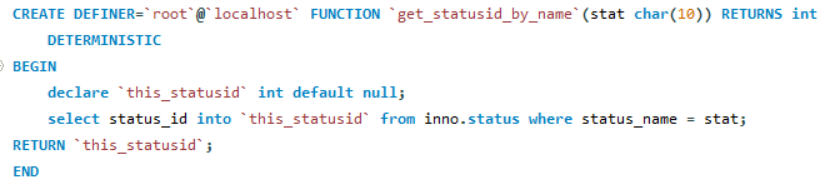 CREATE DEFINER=`root`@`localhost` FUNCTION `get_statusid_by_name`(stat char(10)) RETURNS int
    DETERMINISTIC
BEGIN
    declare `this_statusid` int default null;
    select status_id into `this_statusid` from inno.status where status_name = stat;
RETURN `this_statusid`;
END